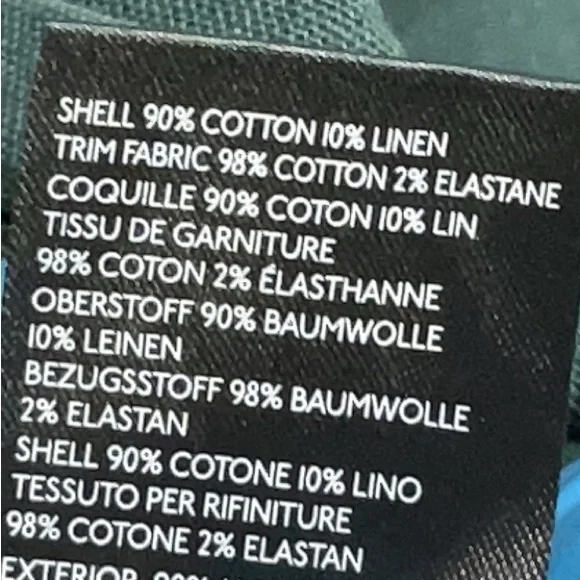 SHELL 90% COTTON 10% LINEN
TRIM FABRIC 98% COTTON 2% ELASTANE
COQUILLE 90% COTON 10% LIN
TISSU DE GARNITURE
98% COTON 2% ÉLASTHANNE
OBERSTOFF 90% BAUMWOLLE
10% LEINEN
BEZUGSSTOFF 98% BAUMWOLLE
2% ELASTAN
SHELL 90% COTONE 10% LINO
TESSUTO PER RIFINITURE
98% COTONE 2% ELASTAN
EXTERIOR